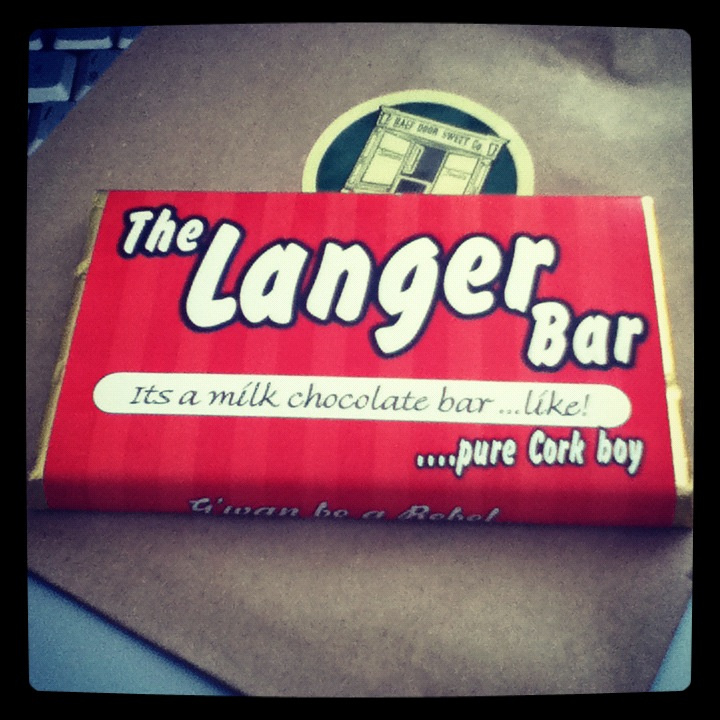 HALF DOOR SWEET Co.
The
Langer
Bar
Its a milk chocolate bar ...like!
....pure Cork boy
G'wan be a Rebel